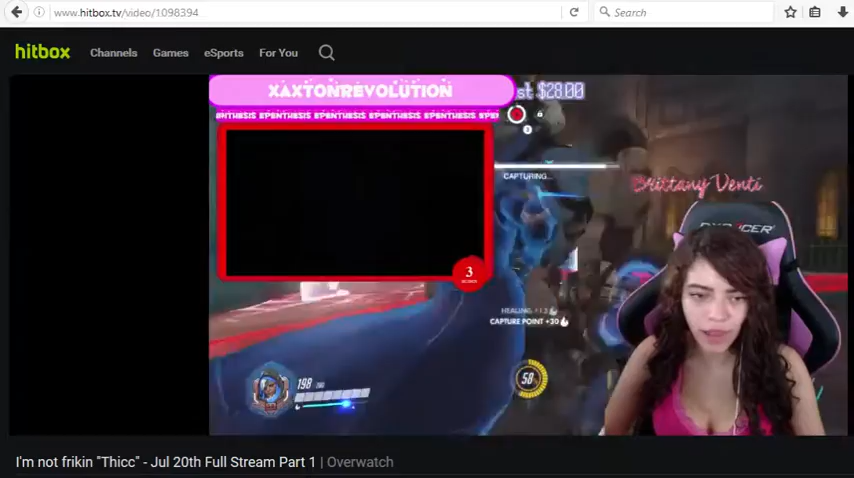 www.hitbox.tv/video/1098394
Search
hitbox Channels Games eSports For You
XAXTONREVOLUTION
st $28.00
CAPTURING...
Brittany Venti
3
CAPTURE POINT +30
198
58
I'm not frikin "Thicc" - Jul 20th Full Stream Part 1 | Overwatch